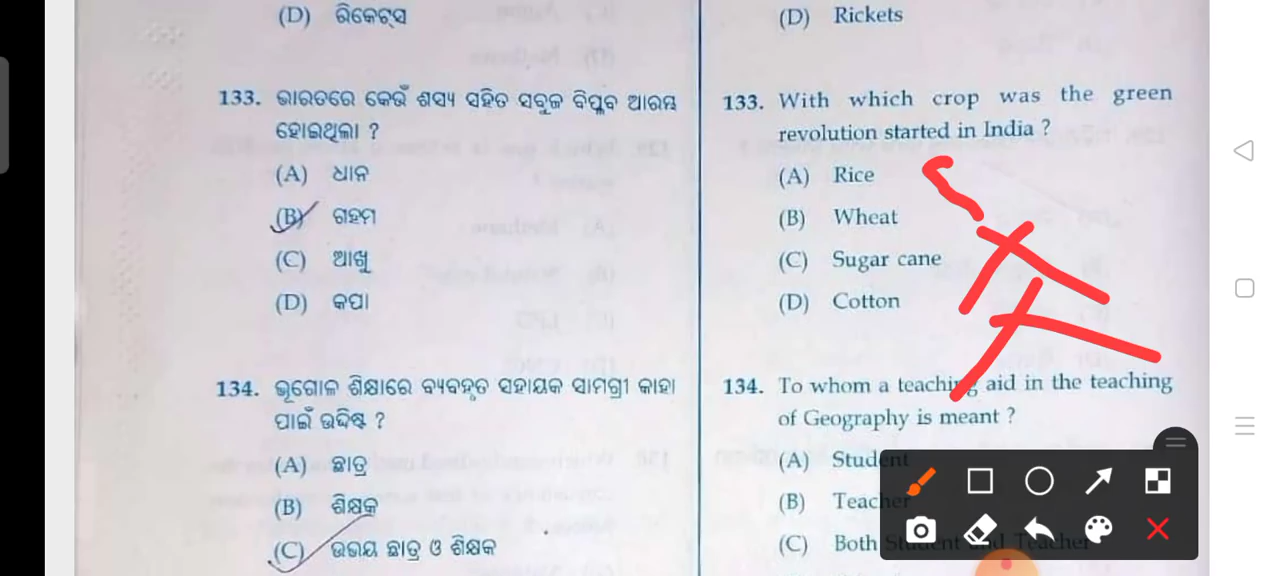 (D) ରିକେଟ୍ସ
133. ଭାରତରେ କେଉଁ ଶସ୍ୟ ସହିତ ସବୁଜ ବିପ୍ଲବ ଆରମ୍ଭ
ହୋଇଥିଲା ?
(A) ଧାନ
(B) ଗହମ
(C) ଆଖୁ
(D) କପା
134. ଭୂଗୋଳ ଶିକ୍ଷାରେ ବ୍ୟବହୃତ ସହାୟକ ସାମଗ୍ରୀ କାହା
ପାଇଁ ଉଦ୍ଦିଷ୍ଟ ?
(A) ଛାତ୍ର
(B) ଶିକ୍ଷକ
(C) ଉଭୟ ଛାତ୍ର ଓ ଶିକ୍ଷକ
(D) Rickets
133. With which crop was the green
revolution started in India ?
(A) Rice
(B) Wheat
(C) Sugar cane
(D) Cotton
134. To whom a teaching aid in the teaching
of Geography is meant ?
(A) Student
(B) Teacher
(C) Both Student and Teacher